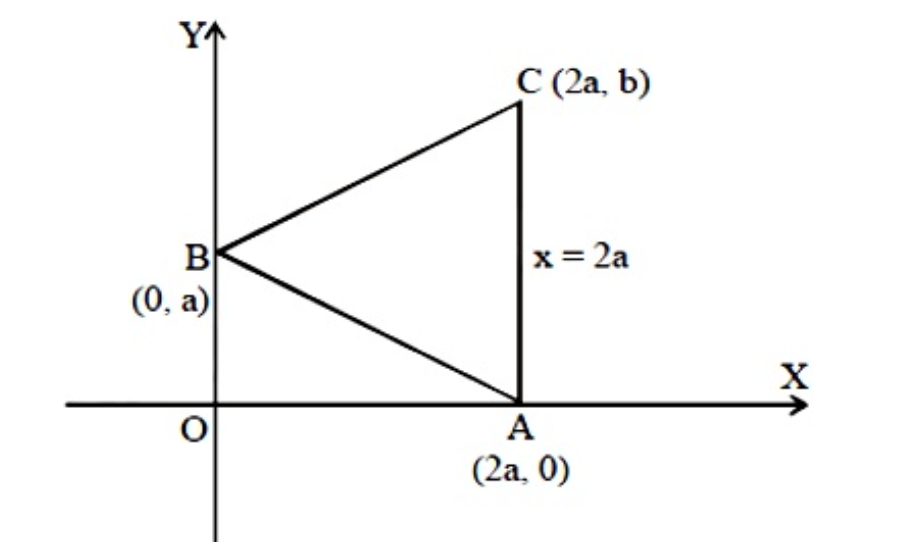 Y
C (2a, b)
B
x = 2a
(0, a)
X
O
A
(2a, 0)